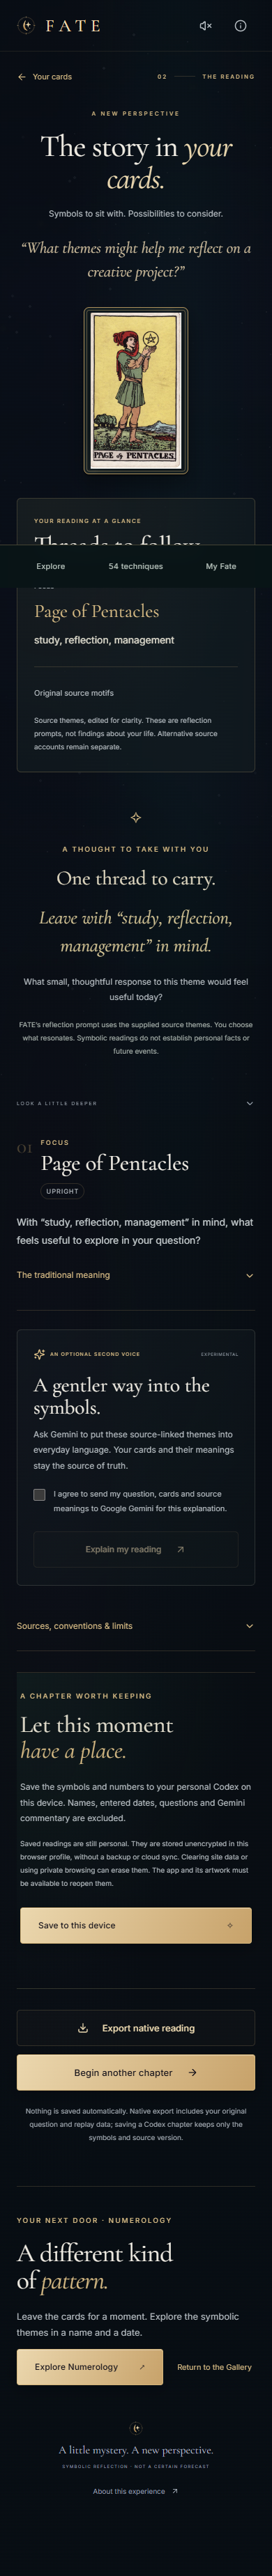 FATE
Your cards
02
THE READING
A NEW PERSPECTIVE
The story in your
cards.
Symbols to sit with. Possibilities to consider.
“What themes might help me reflect on a
creative project?”
PAGE of PENTACLES.
YOUR READING AT A GLANCE
Threads to follow
Explore
54 techniques
My Fate
Page of Pentacles
study, reflection, management
Original source motifs
Source themes, edited for clarity. These are reflection
prompts, not findings about your life. Alternative source
accounts remain separate.
A THOUGHT TO TAKE WITH YOU
One thread to carry.
Leave with “study, reflection,
management” in mind.
What small, thoughtful response to this theme would feel
useful today?
FATE's reflection prompt uses the supplied source themes. You choose
what resonates. Symbolic readings do not establish personal facts or
future events.
LOOK A LITTLE DEEPER
01
FOCUS
Page of Pentacles
UPRIGHT
With “study, reflection, management” in mind, what
feels useful to explore in your question?
The traditional meaning
AN OPTIONAL SECOND VOICE
EXPERIMENTAL
A gentler way into the
symbols.
Ask Gemini to put these source-linked themes into
everyday language. Your cards and their meanings
stay the source of truth.
I agree to send my question, cards and source
meanings to Google Gemini for this explanation.
Explain my reading
Sources, conventions & limits
A CHAPTER WORTH KEEPING
Let this moment
have a place.
Save the symbols and numbers to your personal Codex on
this device. Names, entered dates, questions and Gemini
commentary are excluded.
Saved readings are still personal. They are stored unencrypted in this
browser profile, without a backup or cloud sync. Clearing site data or
using private browsing can erase them. The app and its artwork must
be available to reopen them.
Save to this device
Export native reading
Begin another chapter
Nothing is saved automatically. Native export includes your original
question and reading title; saving a Codex chapter keeps only the
symbols and source version.
YOUR NEXT DOOR · NUMEROLOGY
A different kind
of pattern.
Leave the cards for a moment. Explore the symbolic
themes in a name and a date.
Explore Numerology
Return to the Gallery
A little mystery. A new perspective.
SYMBOLIC REFLECTION · NOT A CERTAIN FORECAST
About this experience